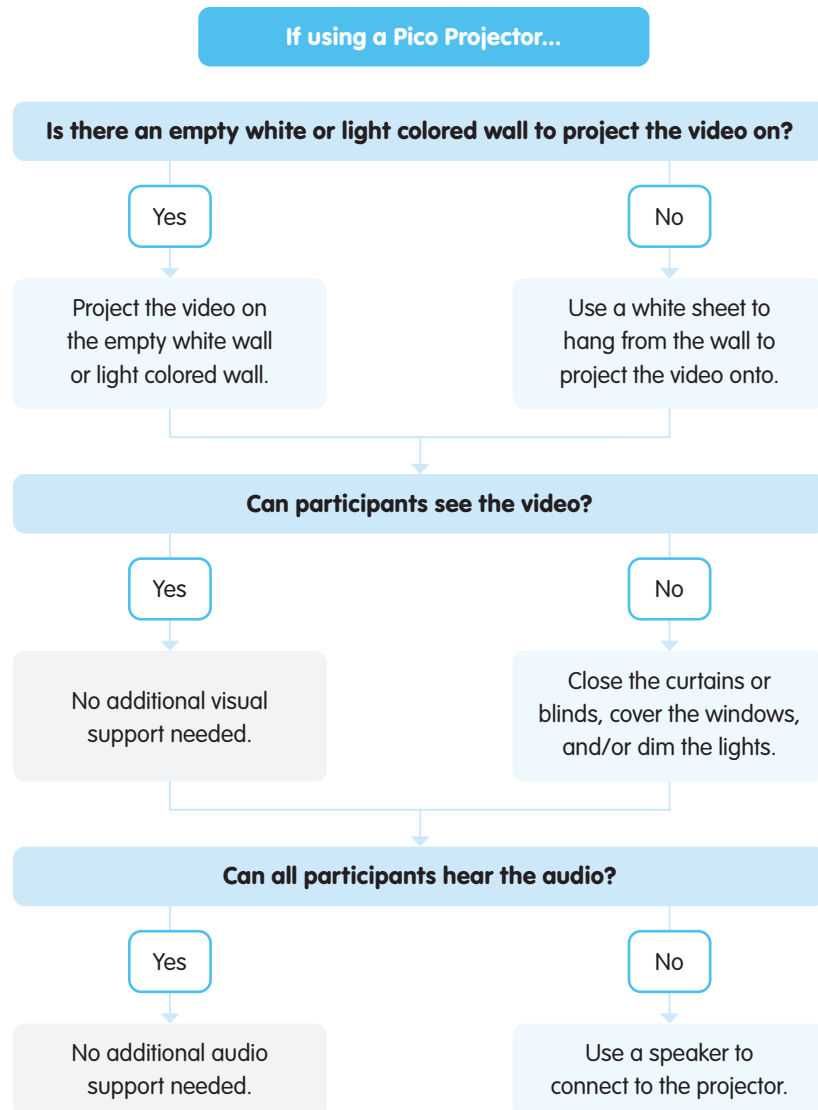 If using a Pico Projector...
Is there an empty white or light colored wall to project the video on?
Yes
No
Project the video on
the empty white wall
or light colored wall.
Use a white sheet to
hang from the wall to
project the video onto.
Can participants see the video?
Yes
No
No additional visual
support needed.
Close the curtains or
blinds, cover the windows,
and/or dim the lights.
Can all participants hear the audio?
Yes
No
No additional audio
support needed.
Use a speaker to
connect to the projector.